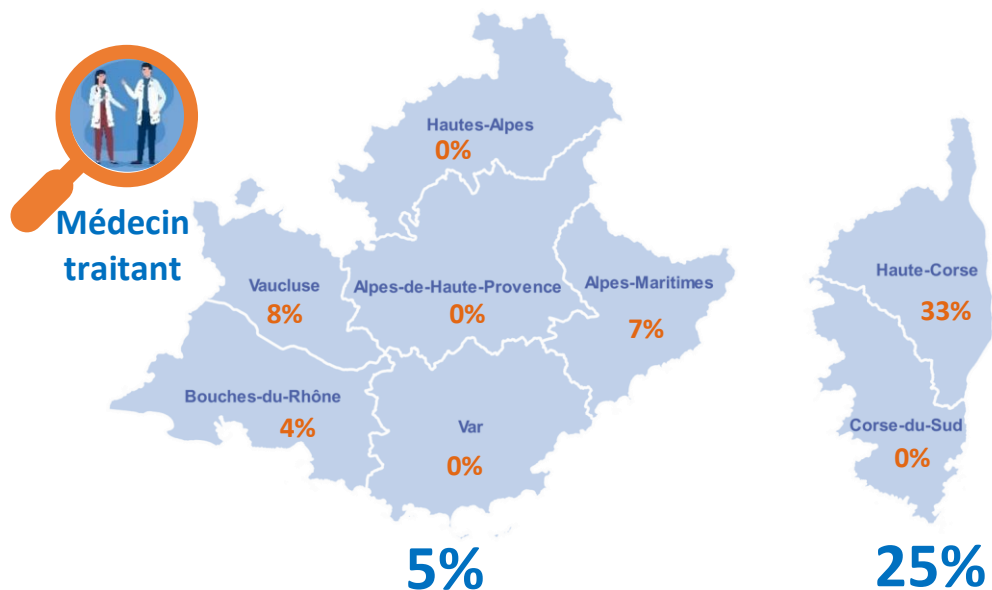 Médecin
traitant
Hautes-Alpes
0%
Vaucluse
8%
Alpes-de-Haute-Provence
0%
Alpes-Maritimes
7%
Bouches-du-Rhône
4%
Var
0%
5%
Haute-Corse
33%
Corse-du-Sud
0%
25%